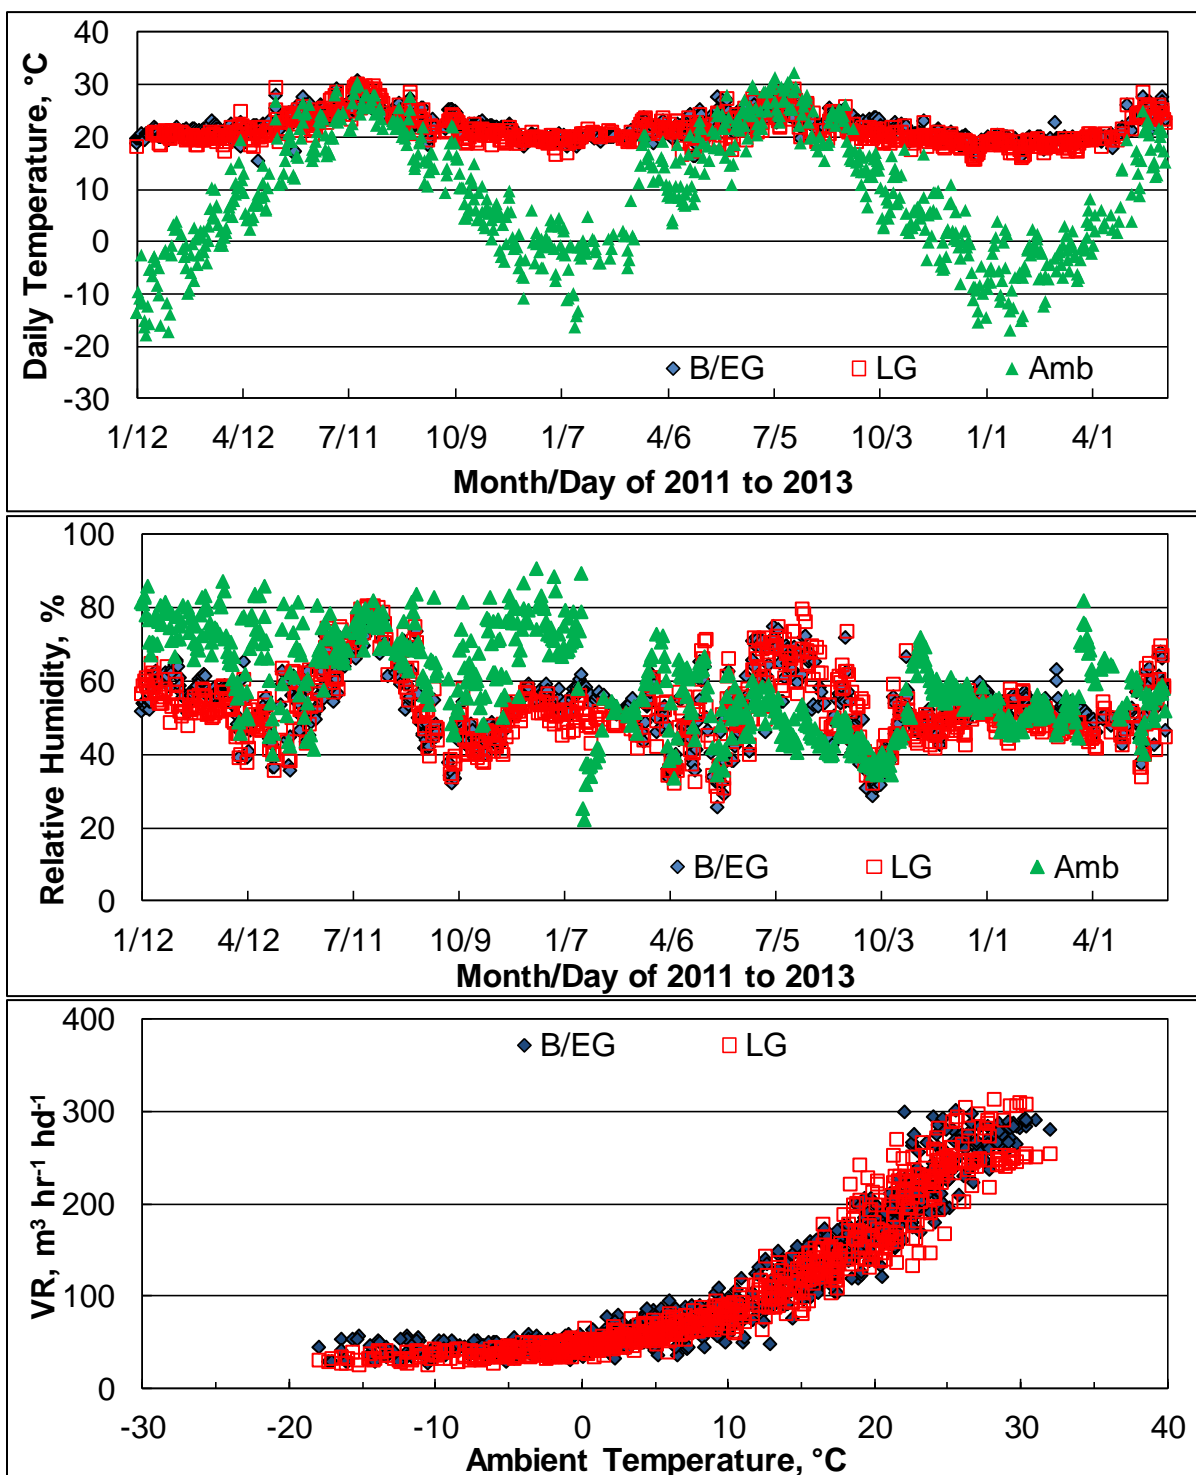 Daily Temperature, °C
40
30
20
10
0
-10
-20
-30
B/EG LG Amb
1/12 4/12 7/11 10/9 1/7 4/6 7/5 10/3 1/1 4/1
Month/Day of 2011 to 2013
Relative Humidity, %
100
80
60
40
20
0
B/EG LG Amb
1/12 4/12 7/11 10/9 1/7 4/6 7/5 10/3 1/1 4/1
Month/Day of 2011 to 2013
VR, m³ hr⁻¹ hd⁻¹
400
300
200
100
0
B/EG LG
-30 -20 -10 0 10 20 30 40
Ambient Temperature, °C